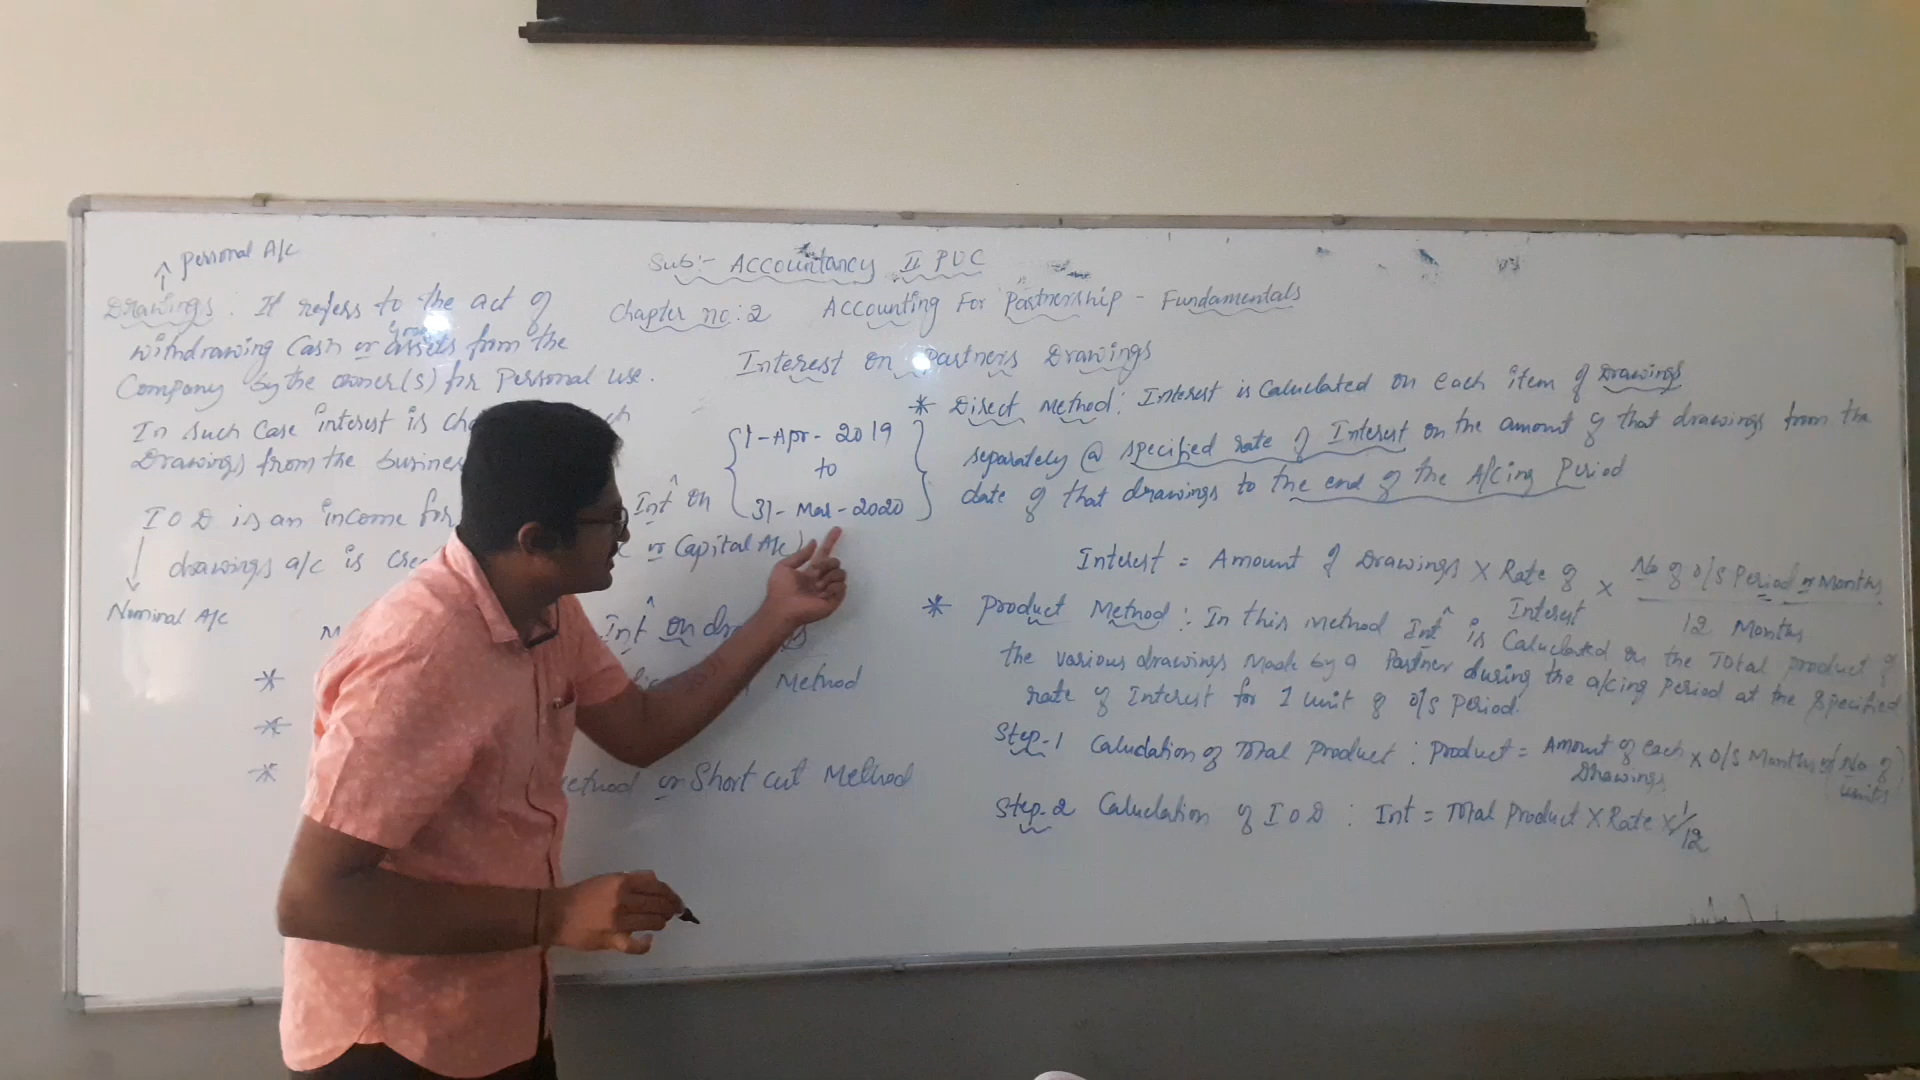 Personal A/c
Drawings. It refers to the act of
withdrawing Cash or assets from the
Company by the owner(s) for Personal use.
In such case interest is
Drawings from the
I O D is an income for
drawings a/c is
Nominal A/c
Int on
or Capital A/c)
Int on
Method
or Short cut Method
Sub:- Accountancy II PUC
Chapter no:2 Accounting For Partnership - Fundamentals
Interest on Partners Drawings
1-Apr-2019
to
31-Mar-2020
* Direct Method: Interest is Caluclated on each item of Drawings
separately @ specified rate of Interest on the amount of that drawings from the
date of that drawings to the end of the A/cing Period
Interest = Amount of Drawings X Rate of Interest X No of O/S Period or Months
12 Months
* Product Method: In this method Int is Caluclated on the Total product of
the various drawings made by a Partner during the a/cing Period at the specified
rate of Interest for 1 unit of O/S Period.
Step-1 Caluclation of Total Product: Product = Amount of each Drawings X O/S Months or (No of units)
Step-2 Caluclation of I O D : Int = Total Product X Rate X 1/12